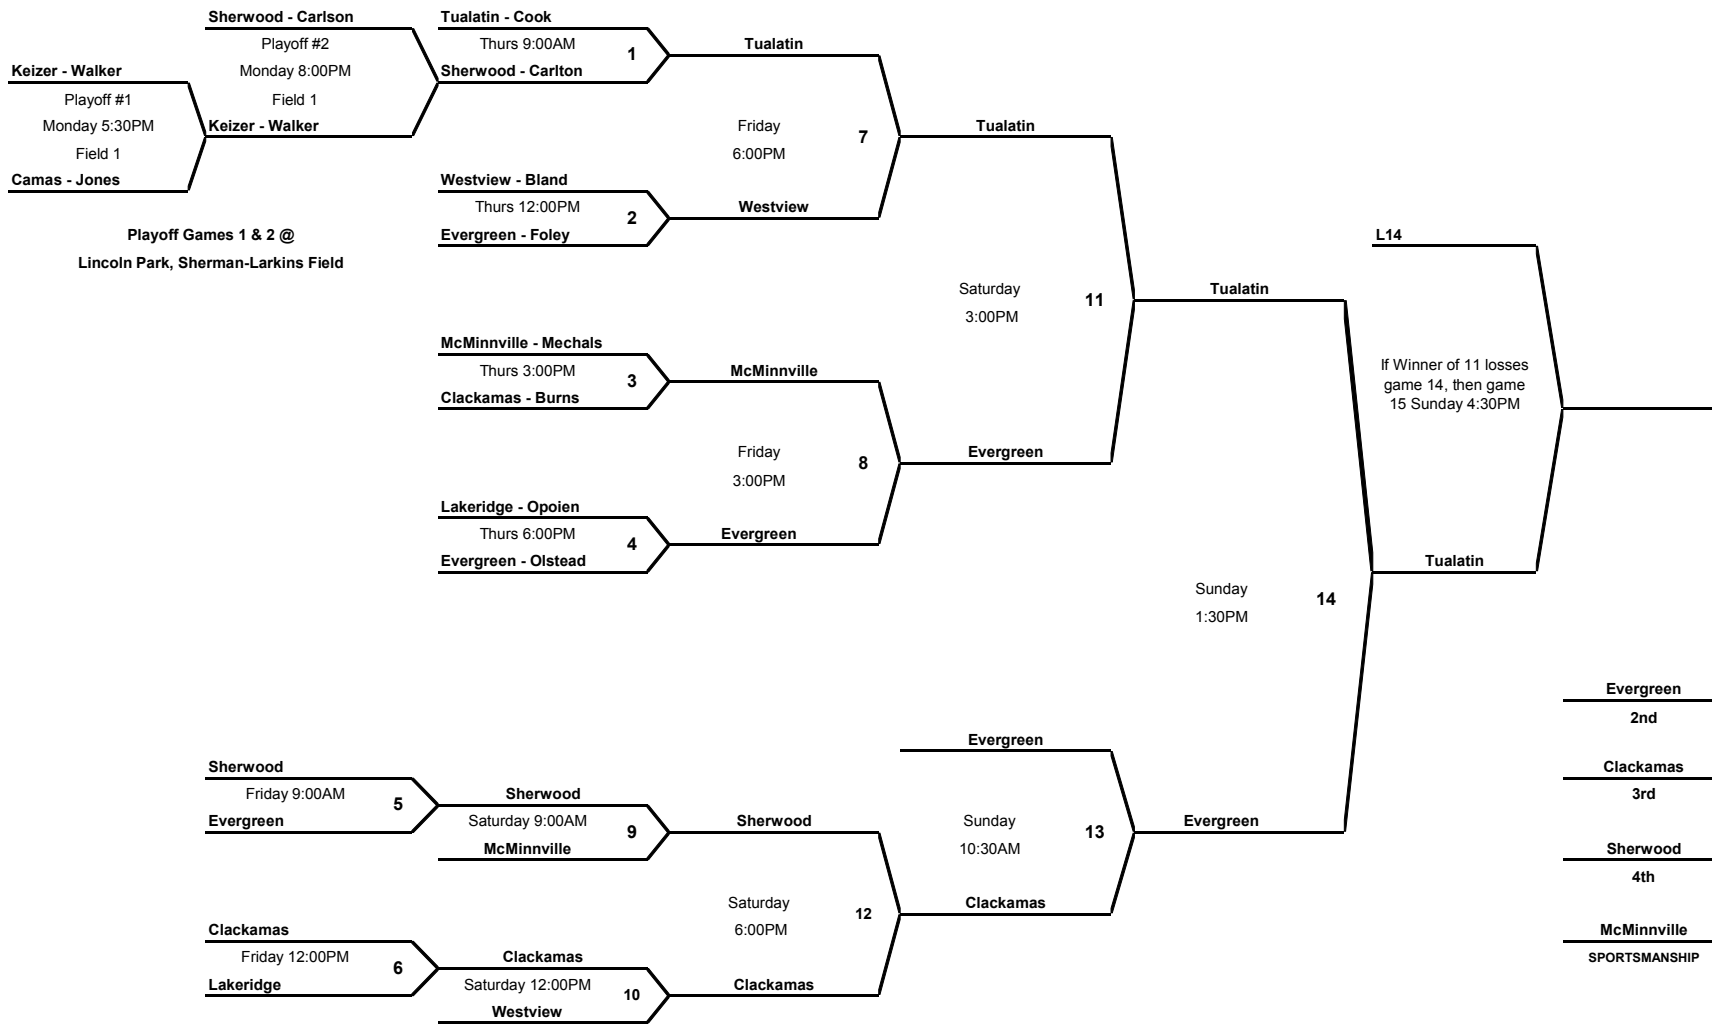 Sherwood - Carlson
Playoff #2
Monday 8:00PM
Field 1
Keizer - Walker
Keizer - Walker
Playoff #1
Monday 5:30PM
Field 1
Camas - Jones
Playoff Games 1 & 2 @
Lincoln Park, Sherman-Larkins Field
Tualatin - Cook
Thurs 9:00AM
1
Sherwood - Carlton
Tualatin
Friday
6:00PM
7
Tualatin
Westview - Bland
Thurs 12:00PM
2
Evergreen - Foley
Westview
Saturday
3:00PM
11
Tualatin
McMinnville - Mechals
Thurs 3:00PM
3
Clackamas - Burns
McMinnville
Friday
3:00PM
8
Evergreen
Lakeridge - Opoien
Thurs 6:00PM
4
Evergreen - Olstead
Evergreen
L14
If Winner of 11 losses
game 14, then game
15 Sunday 4:30PM
Tualatin
Sunday
1:30PM
14
Sherwood
Friday 9:00AM
5
Evergreen
Sherwood
Saturday 9:00AM
9
McMinnville
Sherwood
Evergreen
Sunday
10:30AM
13
Evergreen
Saturday
6:00PM
12
Clackamas
Clackamas
Friday 12:00PM
6
Lakeridge
Clackamas
Saturday 12:00PM
10
Westview
Clackamas
Evergreen
2nd
Clackamas
3rd
Sherwood
4th
McMinnville
SPORTSMANSHIP